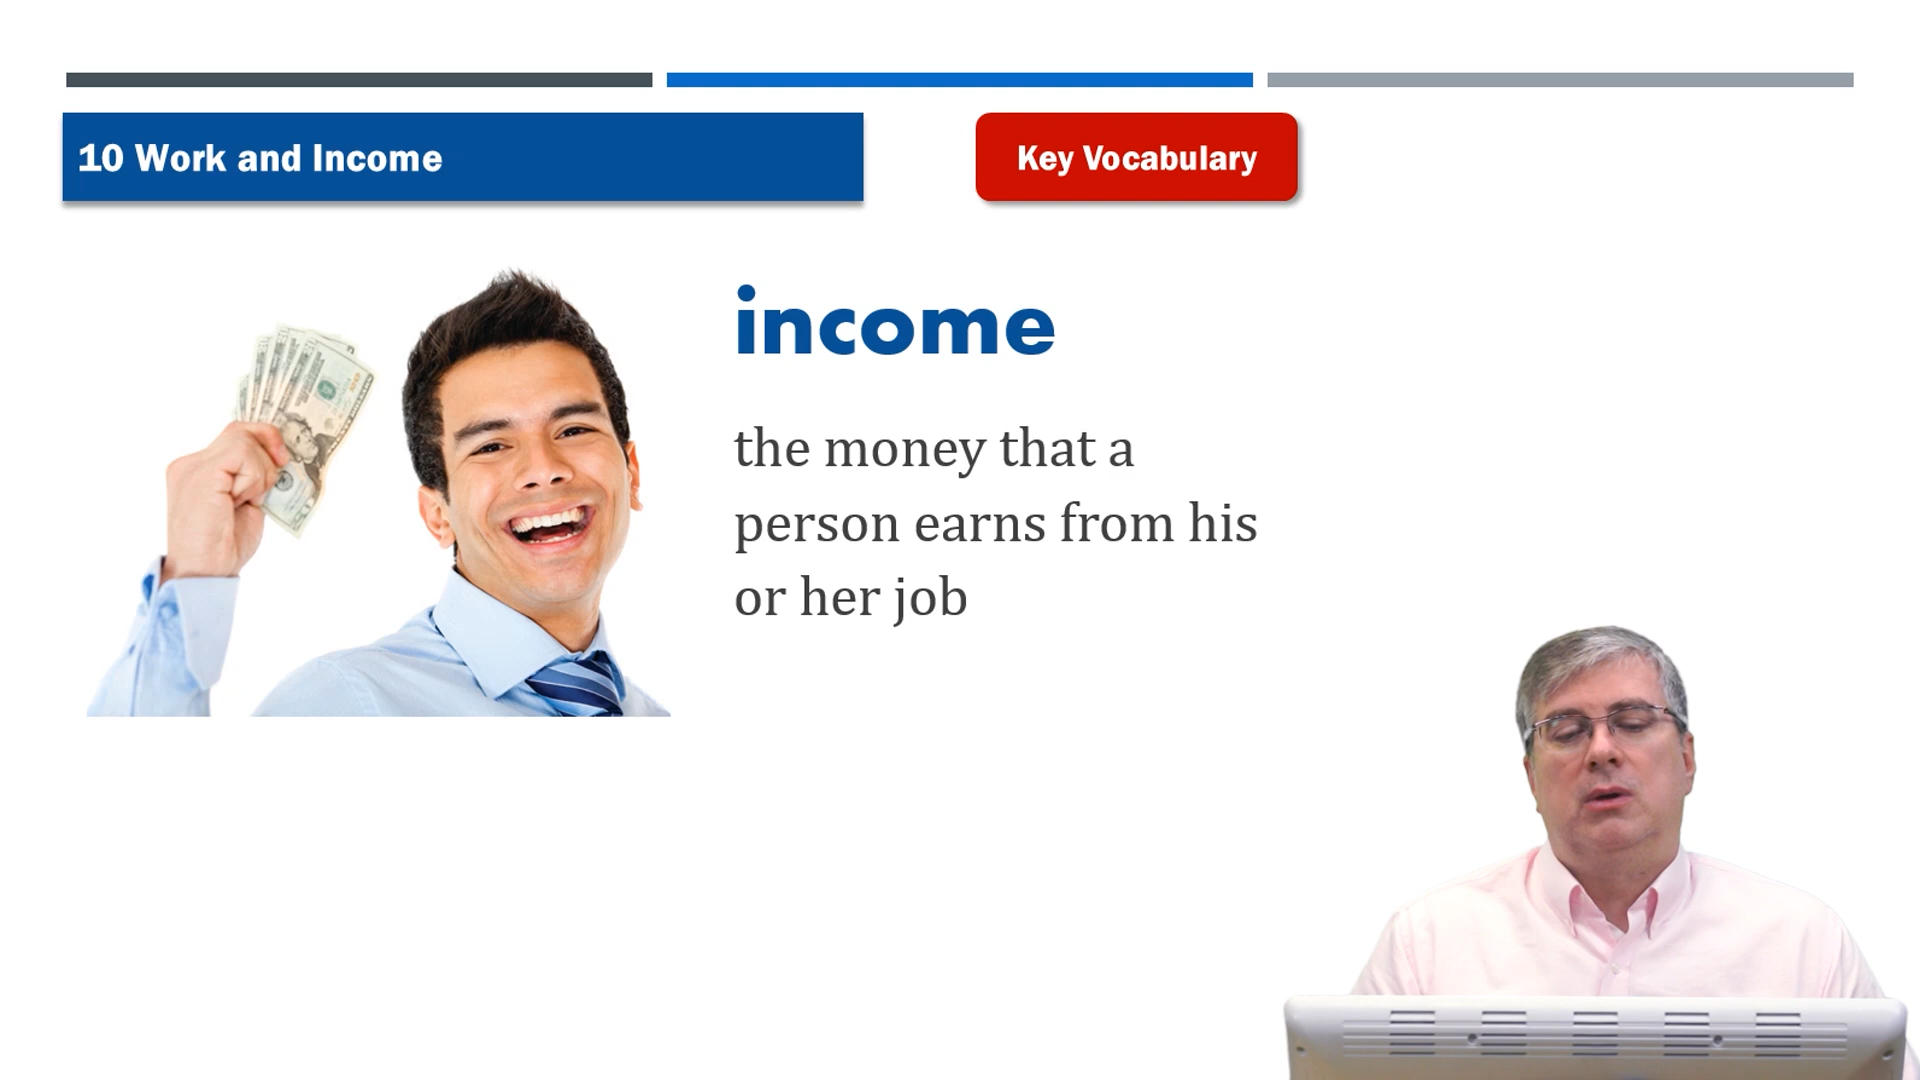 10 Work and Income
Key Vocabulary
income
the money that a
person earns from his
or her job